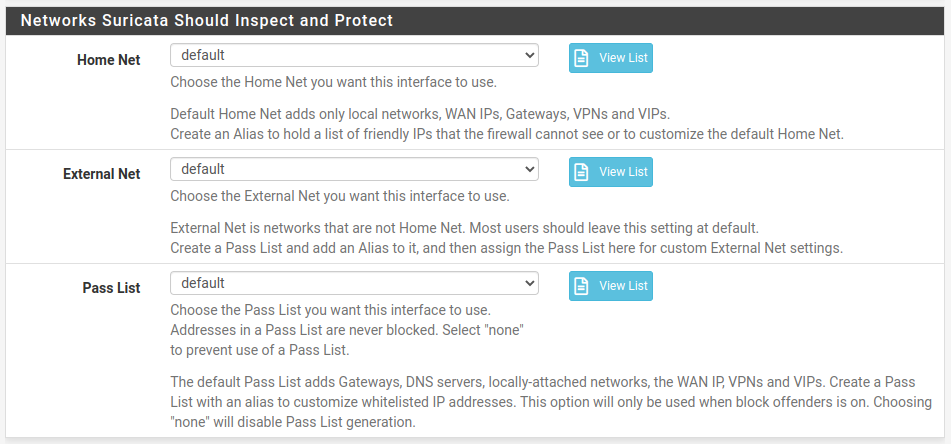 Networks Suricata Should Inspect and Protect
Home Net
default
View List
Choose the Home Net you want this interface to use.
Default Home Net adds only local networks, WAN IPs, Gateways, VPNs and VIPs.
Create an Alias to hold a list of friendly IPs that the firewall cannot see or to customize the default Home Net.
External Net
default
View List
Choose the External Net you want this interface to use.
External Net is networks that are not Home Net. Most users should leave this setting at default.
Create a Pass List and add an Alias to it, and then assign the Pass List here for custom External Net settings.
Pass List
default
View List
Choose the Pass List you want this interface to use.
Addresses in a Pass List are never blocked. Select "none"
to prevent use of a Pass List.
The default Pass List adds Gateways, DNS servers, locally-attached networks, the WAN IP, VPNs and VIPs. Create a Pass
List with an alias to customize whitelisted IP addresses. This option will only be used when block offenders is on. Choosing
"none" will disable Pass List generation.